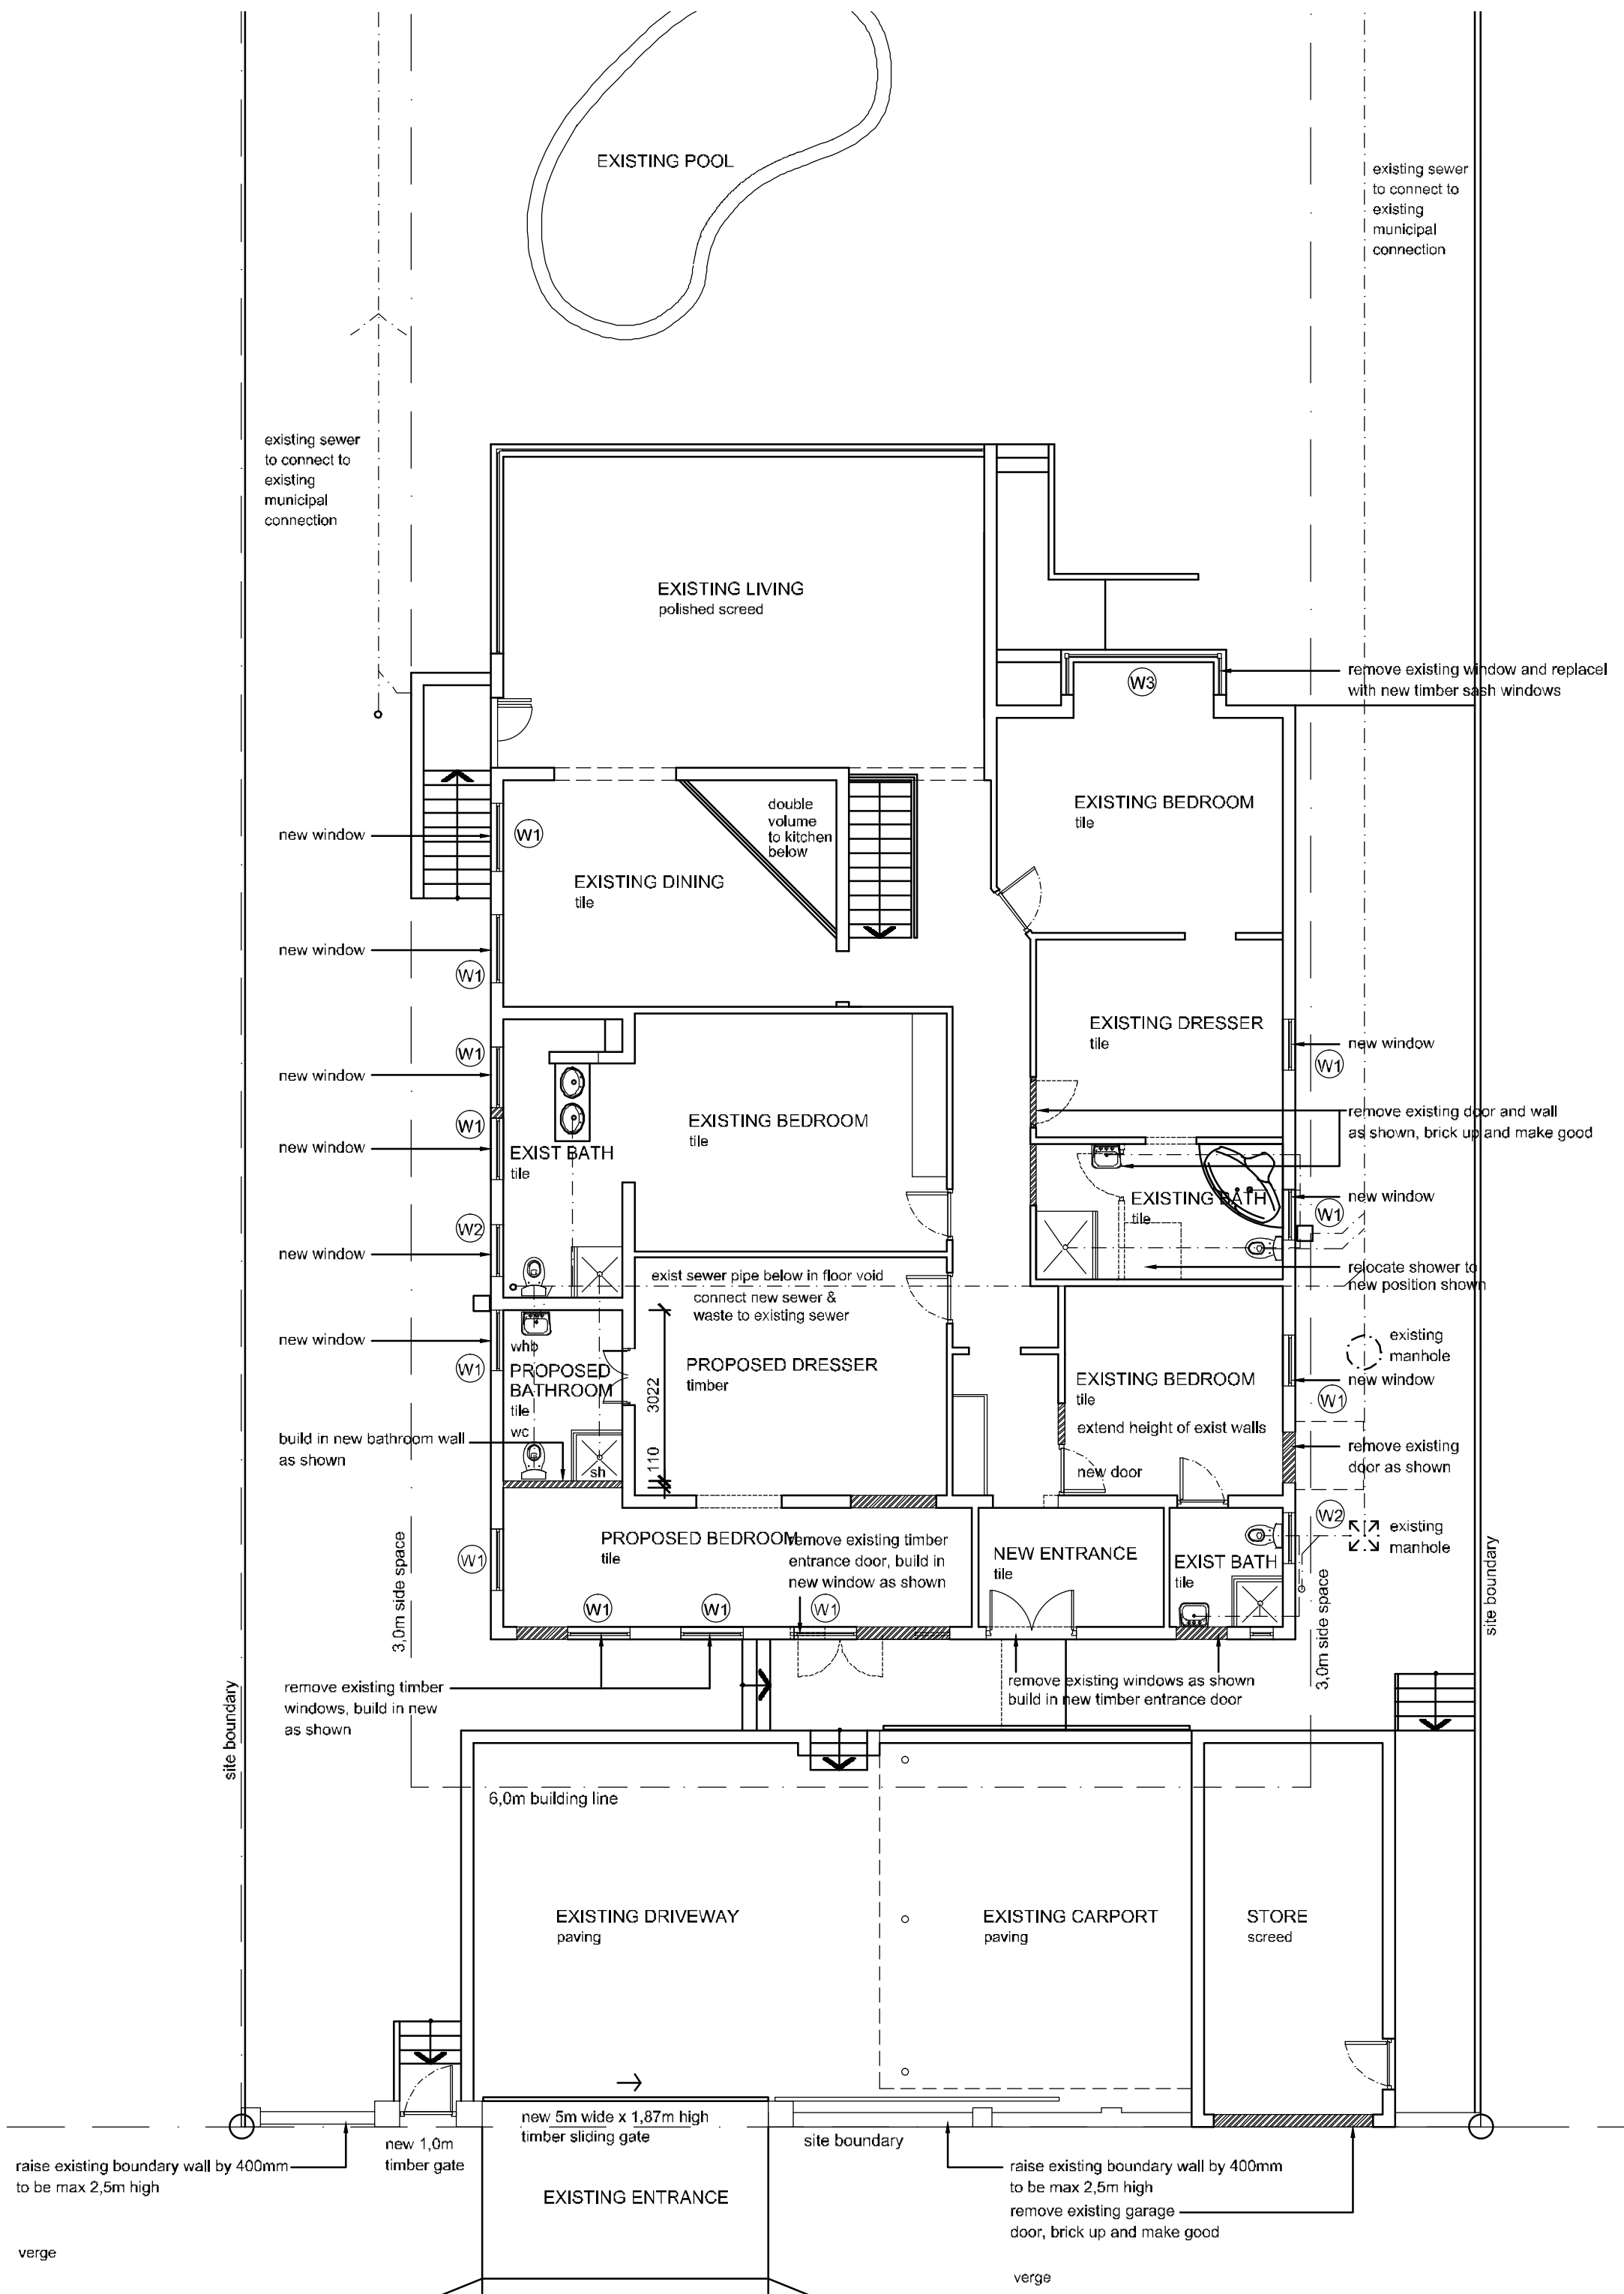 EXISTING POOL
existing sewer
to connect to
existing
municipal
connection
existing sewer
to connect to
existing
municipal
connection
EXISTING LIVING
polished screed
remove existing window and replacel
with new timber sash windows
W3
EXISTING BEDROOM
tile
double
volume
to kitchen
below
new window
W1
EXISTING DINING
tile
new window
W1
EXISTING DRESSER
tile
new window
W1
W1
new window
W1
new window
EXISTING BEDROOM
tile
EXIST BATH
tile
remove existing door and wall
as shown, brick up and make good
EXISTING BATH
tile
new window
W1
W2
new window
relocate shower to
new position shown
exist sewer pipe below in floor void
connect new sewer &
waste to existing sewer
new window
W1
whb
PROPOSED
BATHROOM
tile
wc
sh
PROPOSED DRESSER
timber
3022
110
existing
manhole
new window
W1
EXISTING BEDROOM
tile
extend height of exist walls
new door
build in new bathroom wall
as shown
remove existing
door as shown
W2
existing
manhole
PROPOSED BEDROOM
tile
remove existing timber
entrance door, build in
new window as shown
NEW ENTRANCE
tile
EXIST BATH
tile
W1
W1
W1
W1
3,0m side space
3,0m side space
site boundary
site boundary
remove existing timber
windows, build in new
as shown
remove existing windows as shown
build in new timber entrance door
6,0m building line
EXISTING DRIVEWAY
paving
EXISTING CARPORT
paving
STORE
screed
new 5m wide x 1,87m high
timber sliding gate
site boundary
new 1,0m
timber gate
raise existing boundary wall by 400mm
to be max 2,5m high
raise existing boundary wall by 400mm
to be max 2,5m high
remove existing garage
door, brick up and make good
EXISTING ENTRANCE
verge
verge